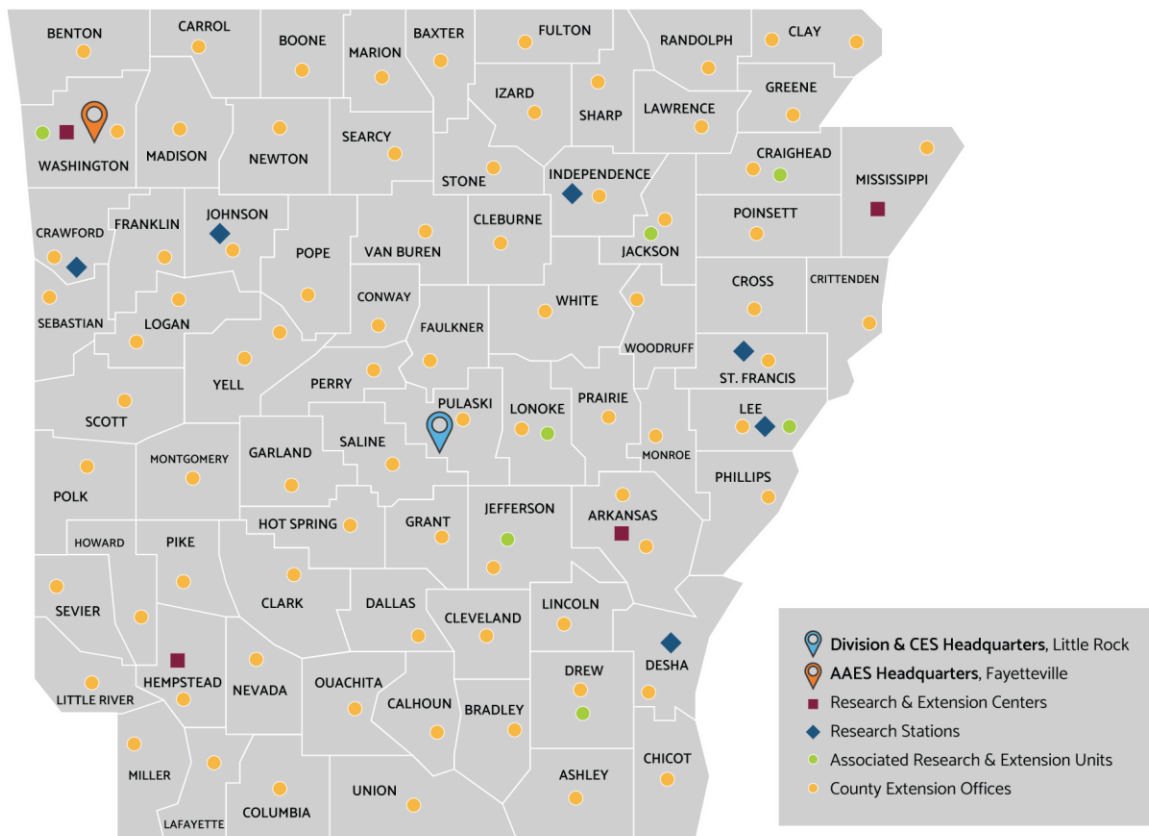 BENTON
CARROL
BOONE
MARION
BAXTER
FULTON
RANDOLPH
CLAY
IZARD
SHARP
LAWRENCE
GREENE
WASHINGTON
MADISON
NEWTON
SEARCY
STONE
INDEPENDENCE
CRAIGHEAD
MISSISSIPPI
CRAWFORD
FRANKLIN
JOHNSON
POPE
VAN BUREN
CLEBURNE
JACKSON
POINSETT
SEBASTIAN
LOGAN
CONWAY
FAULKNER
WHITE
WOODRUFF
CROSS
CRITTENDEN
SCOTT
YELL
PERRY
PULASKI
LONOKE
PRAIRIE
ST. FRANCIS
LEE
MONROE
POLK
MONTGOMERY
GARLAND
SALINE
PHILLIPS
HOWARD
PIKE
HOT SPRING
GRANT
JEFFERSON
ARKANSAS
SEVIER
CLARK
DALLAS
CLEVELAND
LINCOLN
DESHA
LITTLE RIVER
HEMPSTEAD
NEVADA
OUACHITA
CALHOUN
BRADLEY
DREW
MILLER
LAFAYETTE
COLUMBIA
UNION
ASHLEY
CHICOT
Division & CES Headquarters, Little Rock
AAES Headquarters, Fayetteville
Research & Extension Centers
Research Stations
Associated Research & Extension Units
County Extension Offices